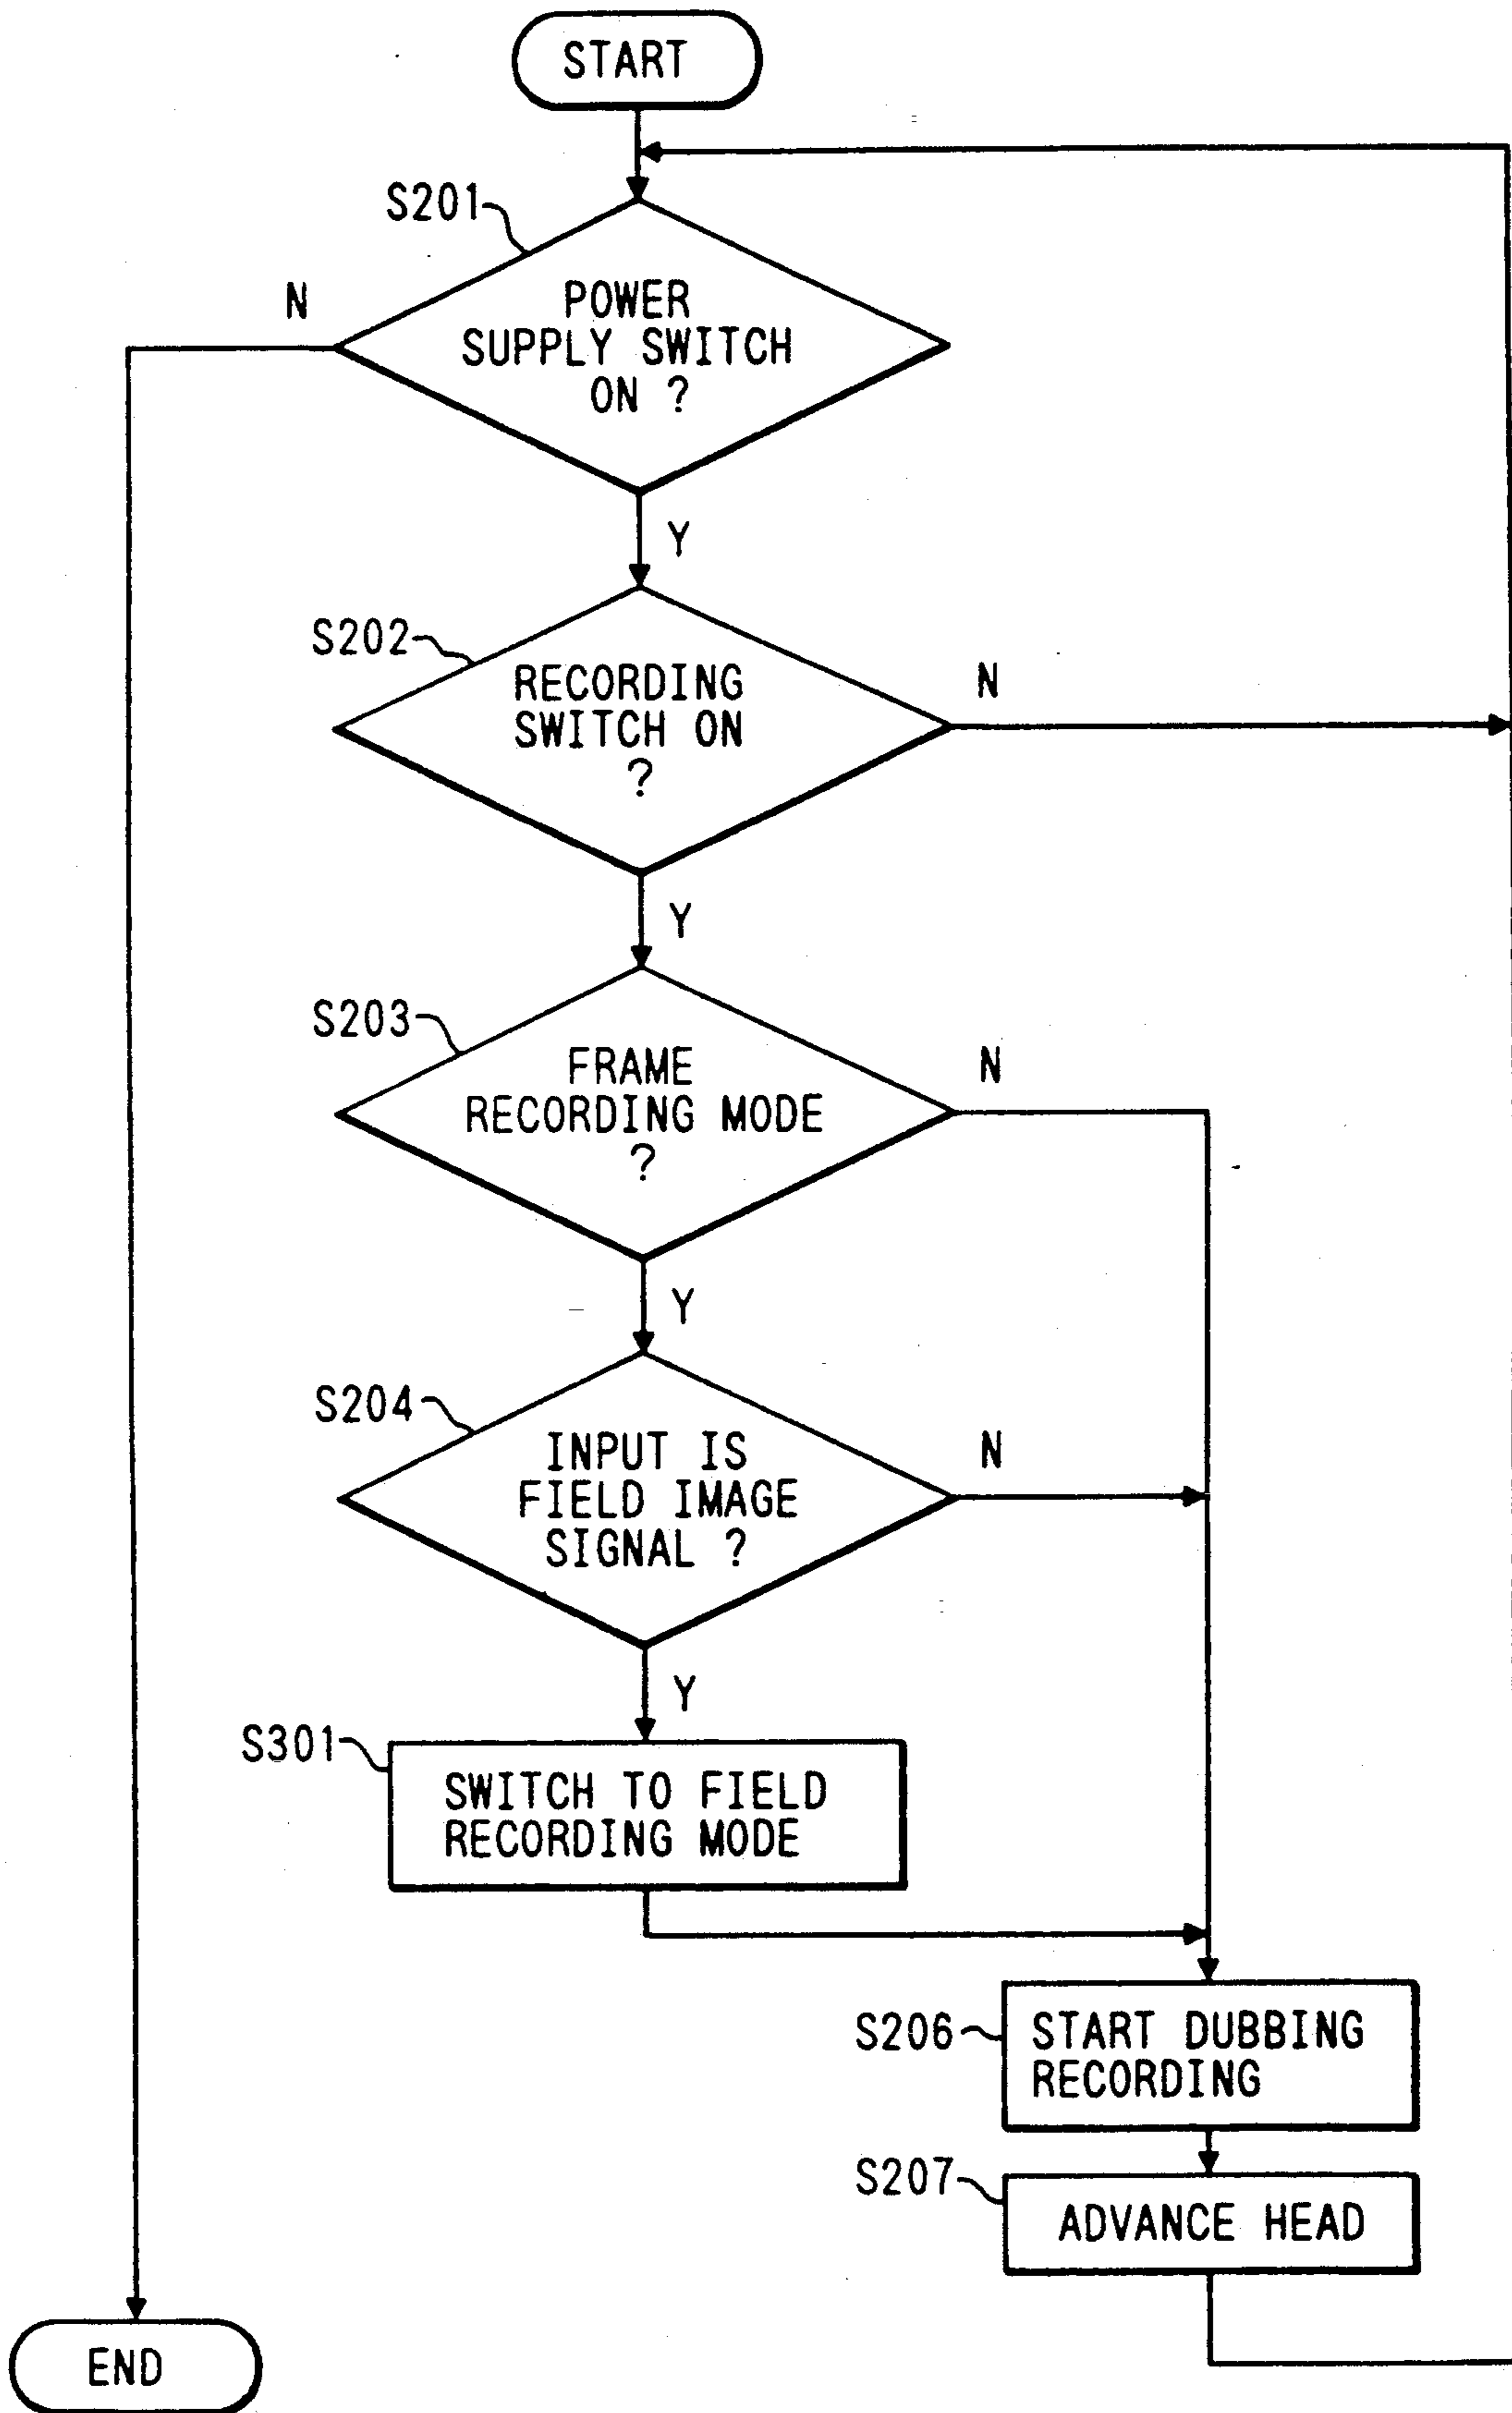 START
S201
POWER
SUPPLY SWITCH
ON ?
N
Y
S202
RECORDING
SWITCH ON
?
N
Y
S203
FRAME
RECORDING MODE
?
N
Y
S204
INPUT IS
FIELD IMAGE
SIGNAL ?
N
Y
S301
SWITCH TO FIELD
RECORDING MODE
S206
START DUBBING
RECORDING
S207
ADVANCE HEAD
END